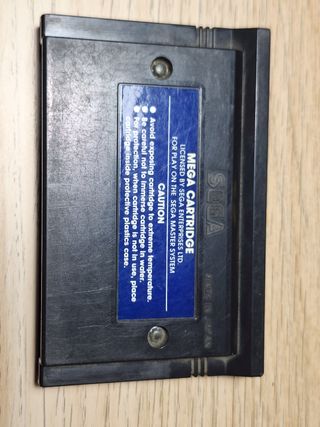 MEGA CARTRIDGE
LICENSED BY SEGA ENTERPRISES LTD.
FOR PLAY ON THE SEGA MASTER SYSTEM
CAUTION
● Avoid exposing cartridge to extreme temperature.
● Be careful not to immerse cartridge in water.
● For protection, when cartridge is not in use, place
cartridge inside protective plastics case.
SEGA